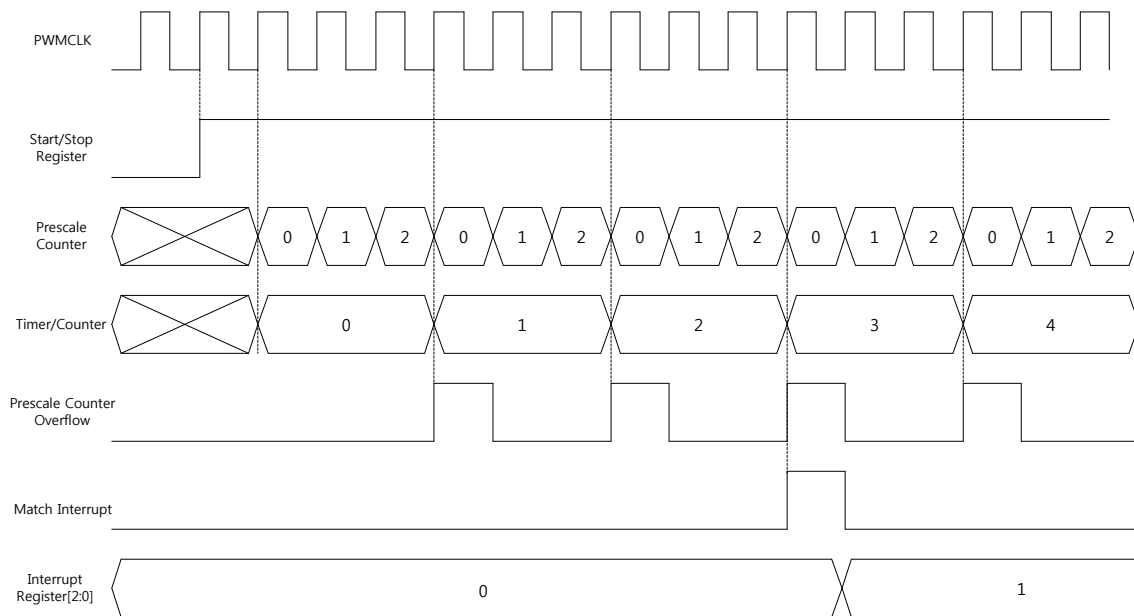 PWMCLK
Start/Stop
Register
Prescale
Counter
0 1 2 0 1 2 0 1 2 0 1 2 0 1 2
Timer/Counter
0 1 2 3 4
Prescale Counter
Overflow
Match Interrupt
Interrupt
Register[2:0]
0 1